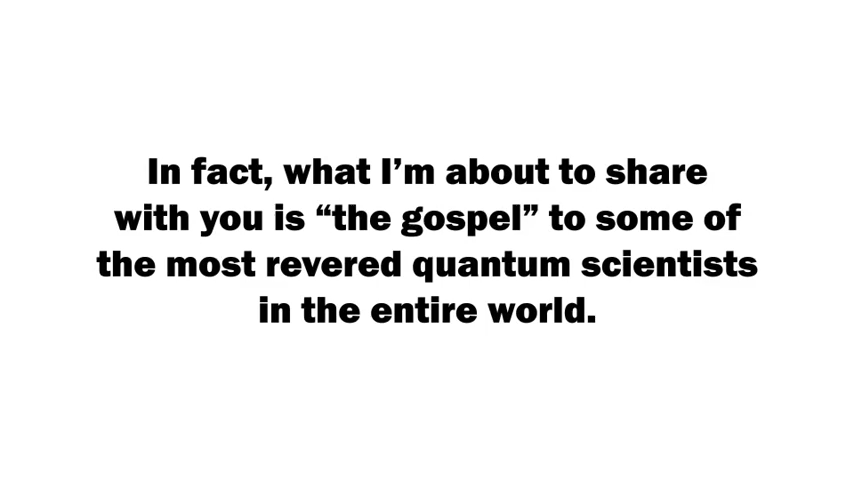 In fact, what I’m about to share
with you is “the gospel” to some of
the most revered quantum scientists
in the entire world.